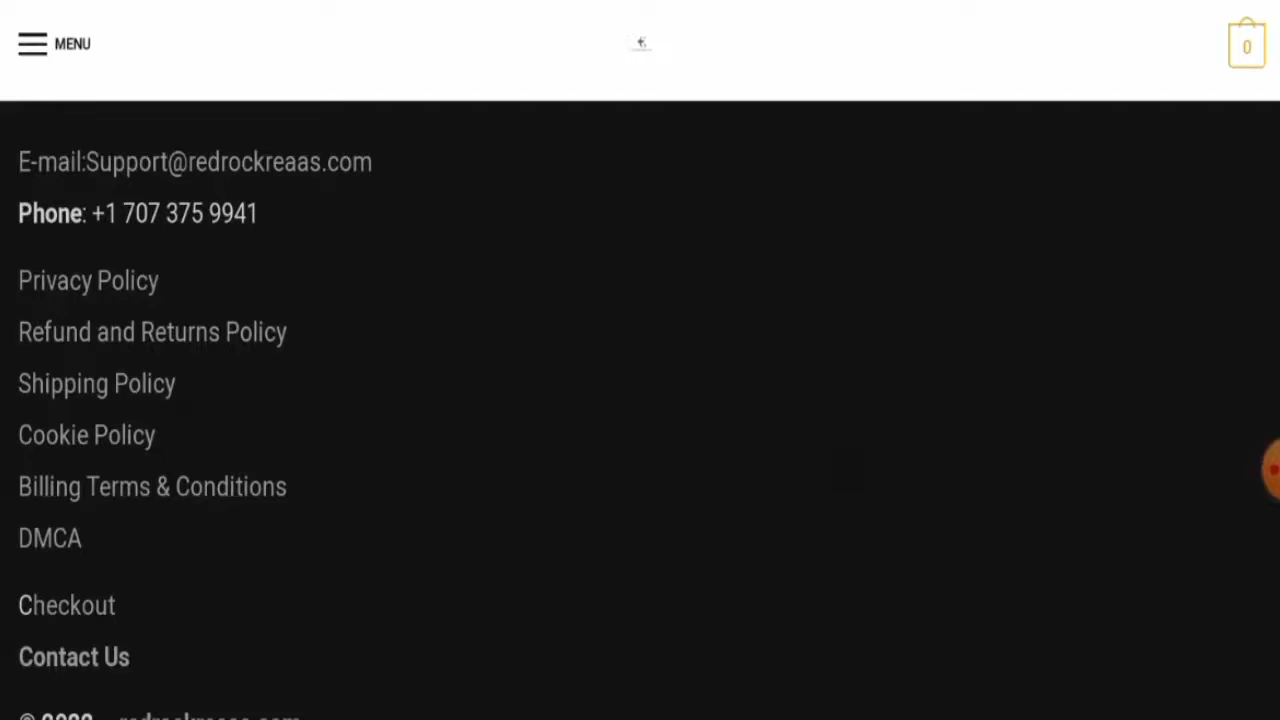 MENU
0
E-mail:Support@redrockreaas.com
Phone: +1 707 375 9941
Privacy Policy
Refund and Returns Policy
Shipping Policy
Cookie Policy
Billing Terms & Conditions
DMCA
Checkout
Contact Us